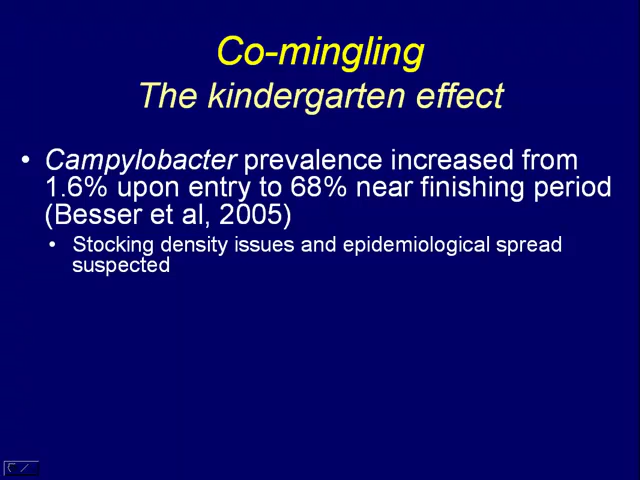 Co-mingling
The kindergarten effect
• Campylobacter prevalence increased from
1.6% upon entry to 68% near finishing period
(Besser et al, 2005)
• Stocking density issues and epidemiological spread
suspected